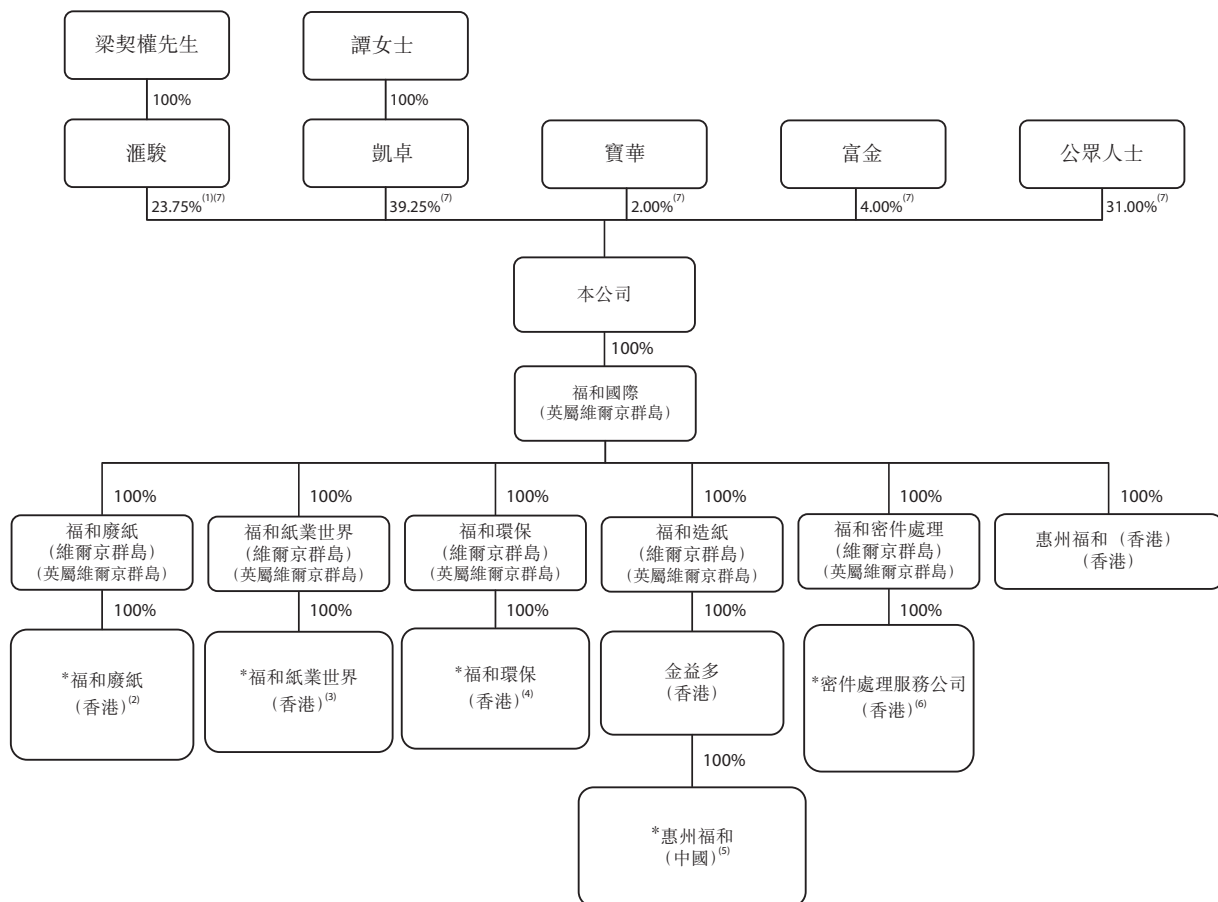 梁契權先生
譚女士
100%
100%
滙駿
凱卓
寶華
富金
公眾人士
23.75%(1)(7)
39.25%(7)
2.00%(7)
4.00%(7)
31.00%(7)
本公司
100%
福和國際
(英屬維爾京群島)
100%
100%
100%
100%
100%
100%
福和廢紙
(維爾京群島)
(英屬維爾京群島)
福和紙業世界
(維爾京群島)
(英屬維爾京群島)
福和環保
(維爾京群島)
(英屬維爾京群島)
福和造紙
(維爾京群島)
(英屬維爾京群島)
福和密件處理
(維爾京群島)
(英屬維爾京群島)
惠州福和(香港)
(香港)
100%
100%
100%
100%
100%
*福和廢紙
(香港)(2)
*福和紙業世界
(香港)(3)
*福和環保
(香港)(4)
金益多
(香港)
*密件處理服務公司
(香港)(6)
100%
*惠州福和
(中國)(5)